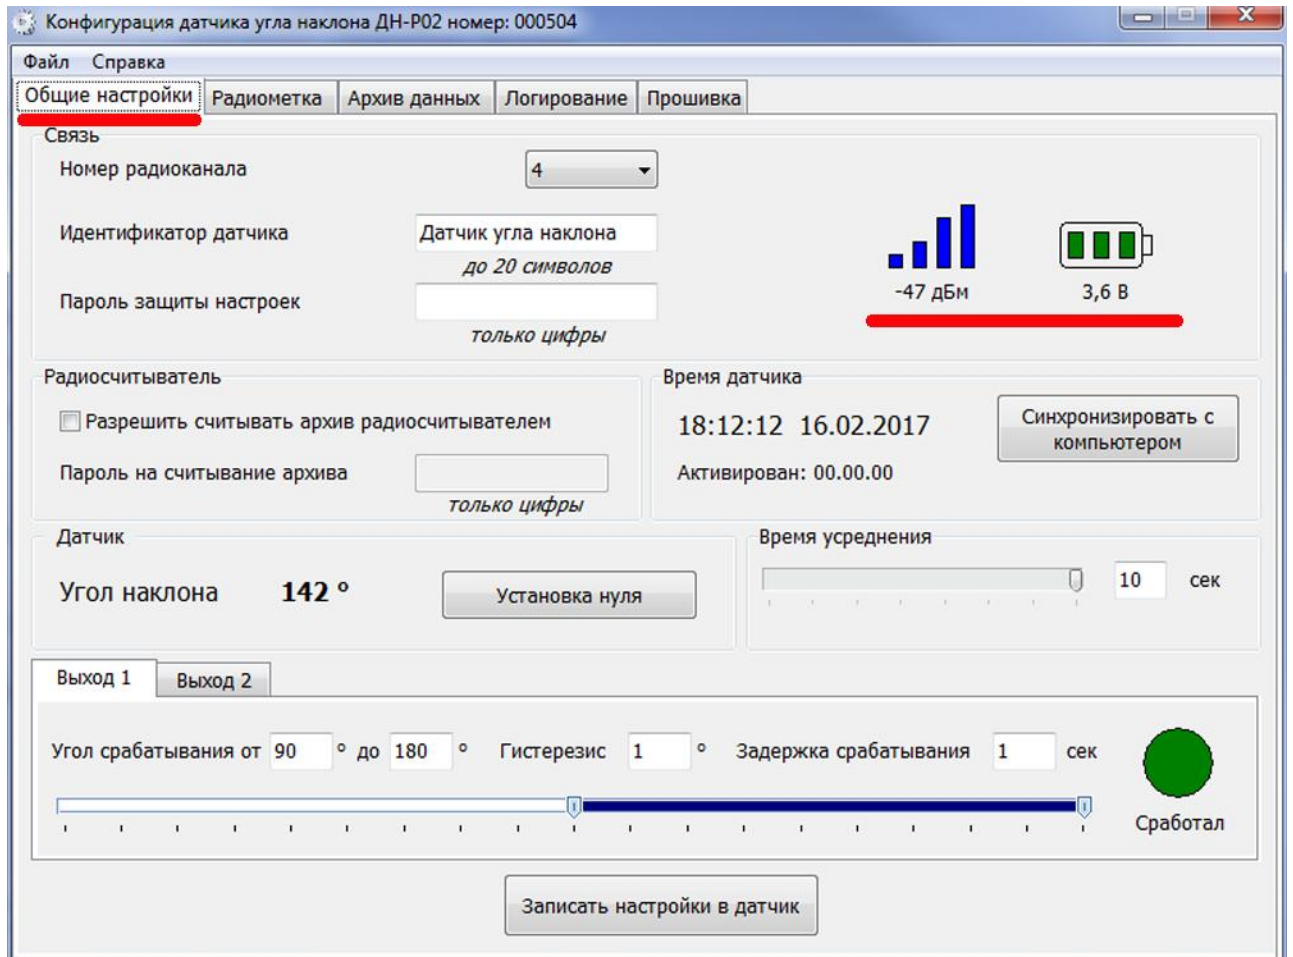 Конфигурация датчика угла наклона ДН-Р02 номер: 000504
Файл Справка
Общие настройки Радиометка Архив данных Логирование Прошивка
Связь
Номер радиоканала 4
Идентификатор датчика Датчик угла наклона
до 20 символов
-47 дБм 3,6 В
Пароль защиты настроек
только цифры
Радиосчитыватель
Разрешить считывать архив радиосчитывателем
Пароль на считывание архива
только цифры
Время датчика
18:12:12 16.02.2017
Синхронизировать с
компьютером
Активирован: 00.00.00
Датчик
Угол наклона 142 ° Установка нуля
Время усреднения
10 сек
Выход 1 Выход 2
Угол срабатывания от 90 ° до 180 ° Гистерезис 1 ° Задержка срабатывания 1 сек
Сработал
Записать настройки в датчик